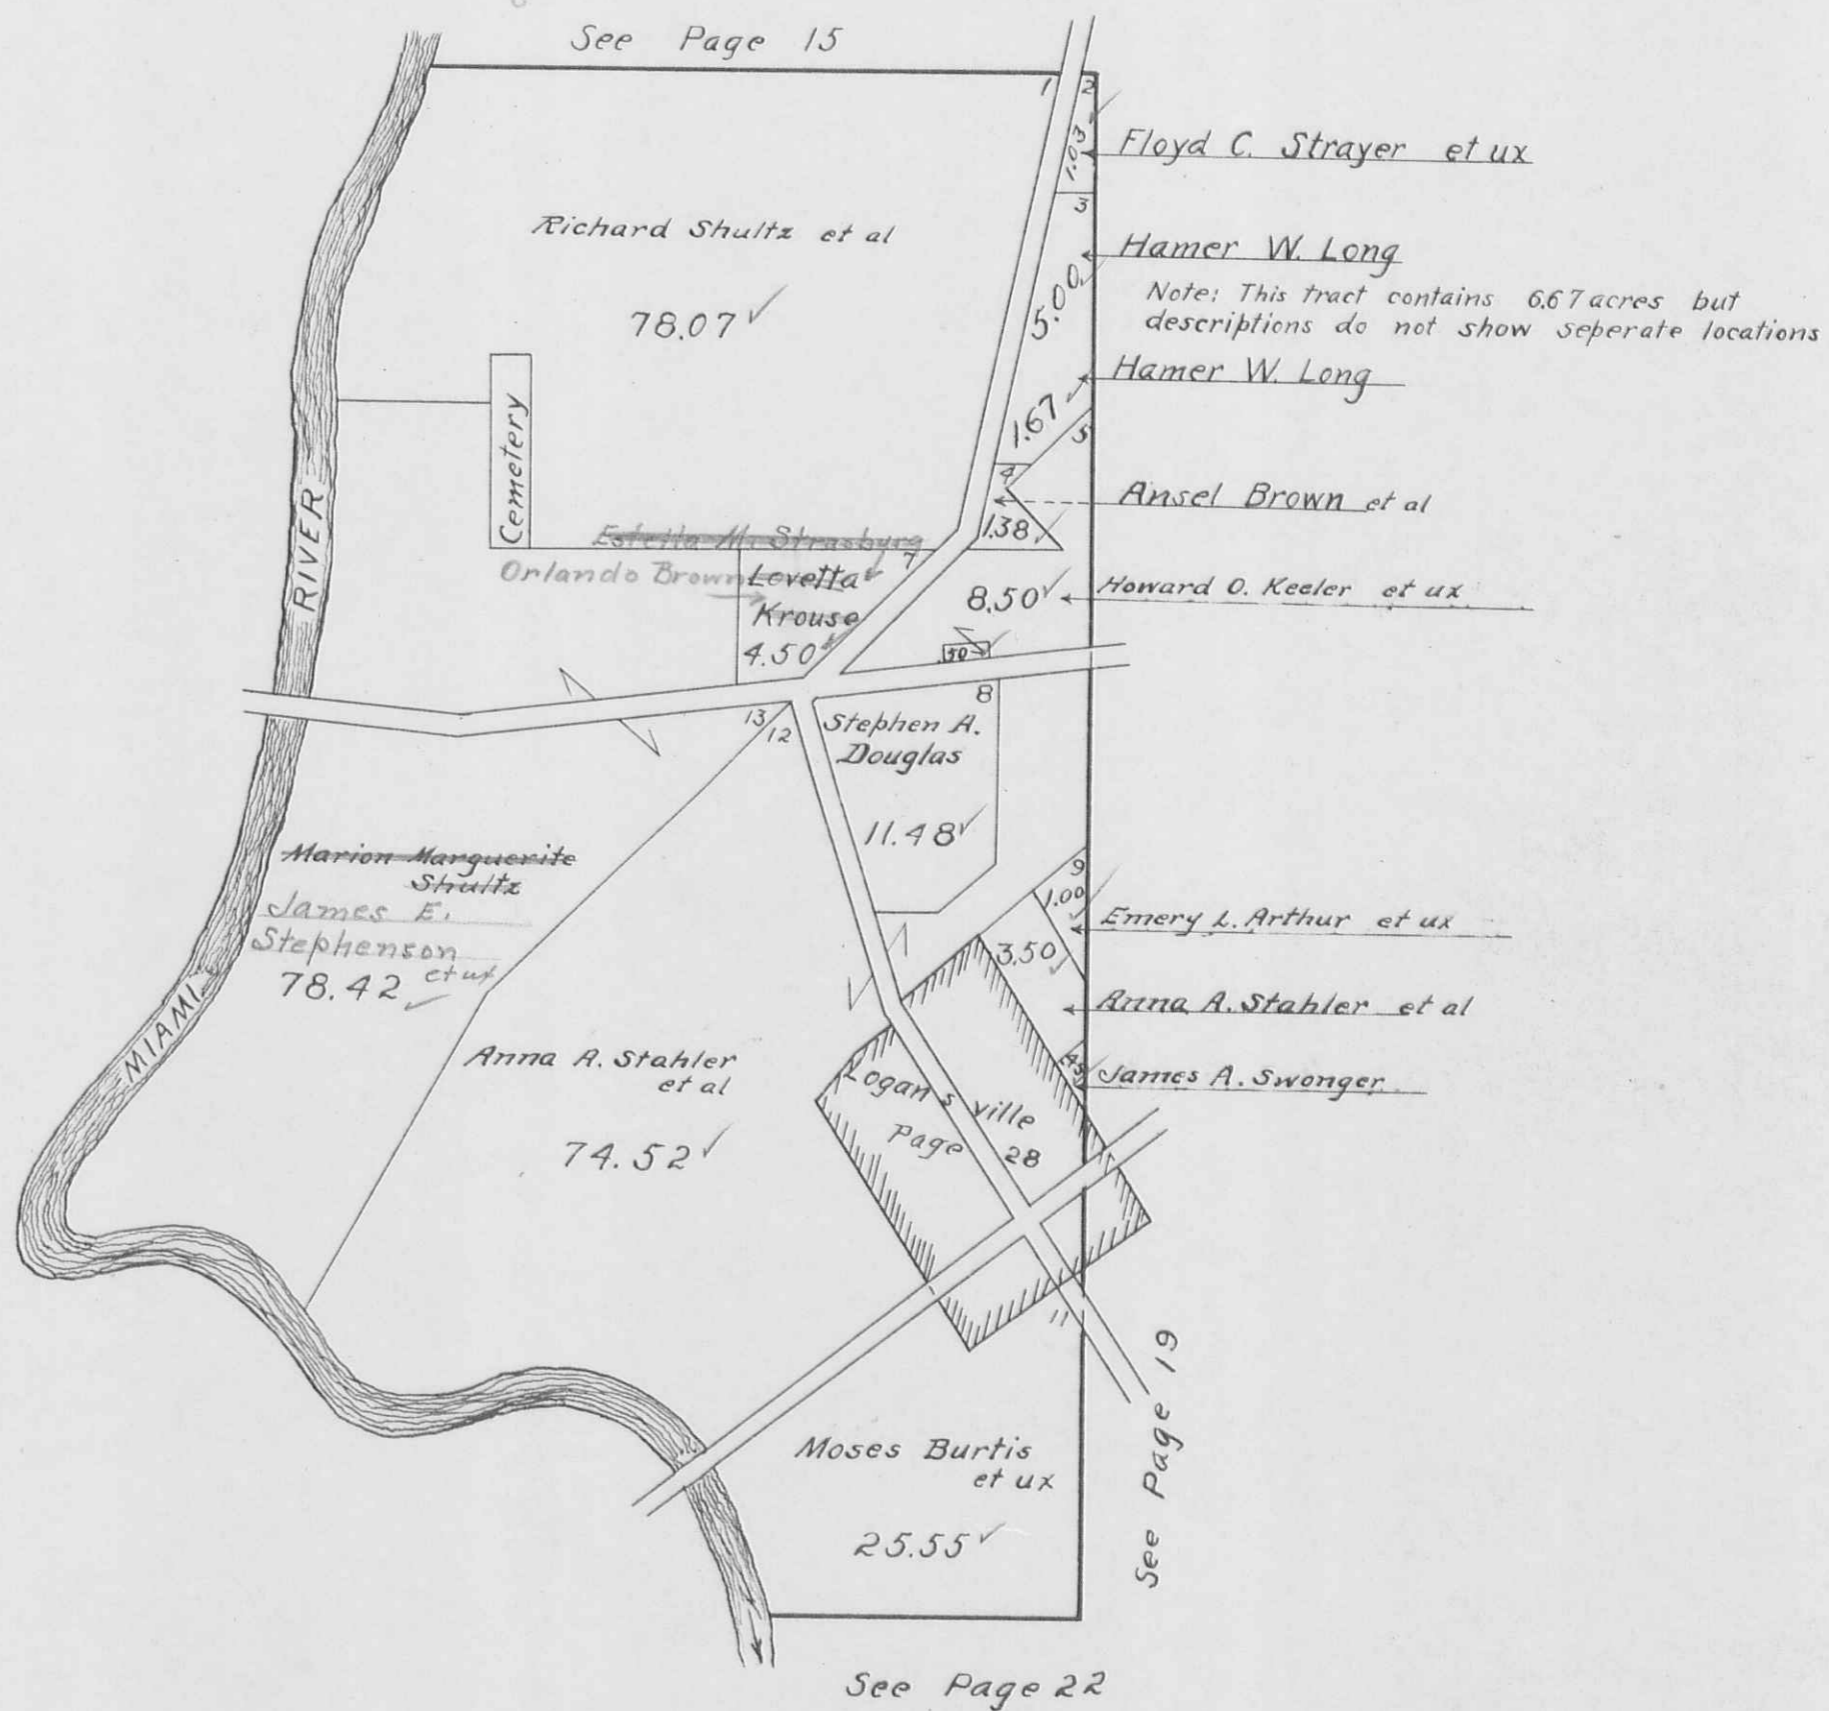 See Page 15
1
2
1.03
Floyd C. Strayer et ux
3
Richard Shultz et al
78.07
Hamer W. Long
5.00
Note: This tract contains 6.67 acres but
descriptions do not show seperate locations
Hamer W. Long
1.67
5
4
Cemetery
Ansel Brown et al
1.38
RIVER
Estella M. Strasburg
7
Orlando Brown
Lovetta
Krouse
4.50
8.50
Howard O. Keeler et ux
.50
8
13
12
Stephen A.
Douglas
11.48
Marion Marguerite
Shultz
James E.
Stephenson
et ux
78.42
9
1.00
Emery L. Arthur et ux
3.50
Anna A. Stahler et al
MIAMI
Anna A. Stahler
et al
74.52
James A. Swonger
Logan s ville
Page 28
11
See Page 19
Moses Burtis
et ux
25.55
See Page 22